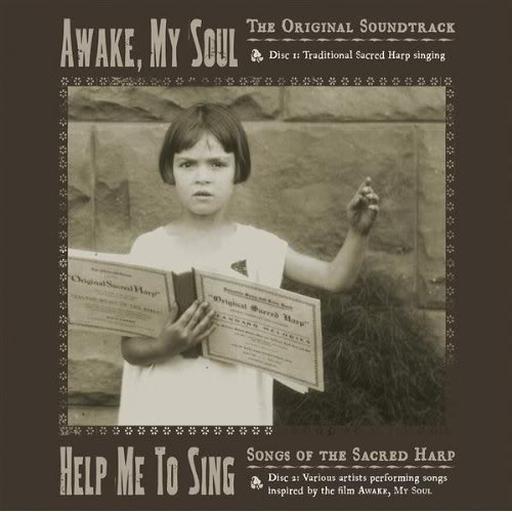 AWAKE, MY SOUL
THE ORIGINAL SOUNDTRACK
Disc 1: Traditional Sacred Harp singing
"Original Sacred Harp"
"Original Sacred Harp"
STANDARD MELODIES
HELP ME TO SING
SONGS OF THE SACRED HARP
Disc 2: Various artists performing songs
inspired by the film AWAKE, MY SOUL